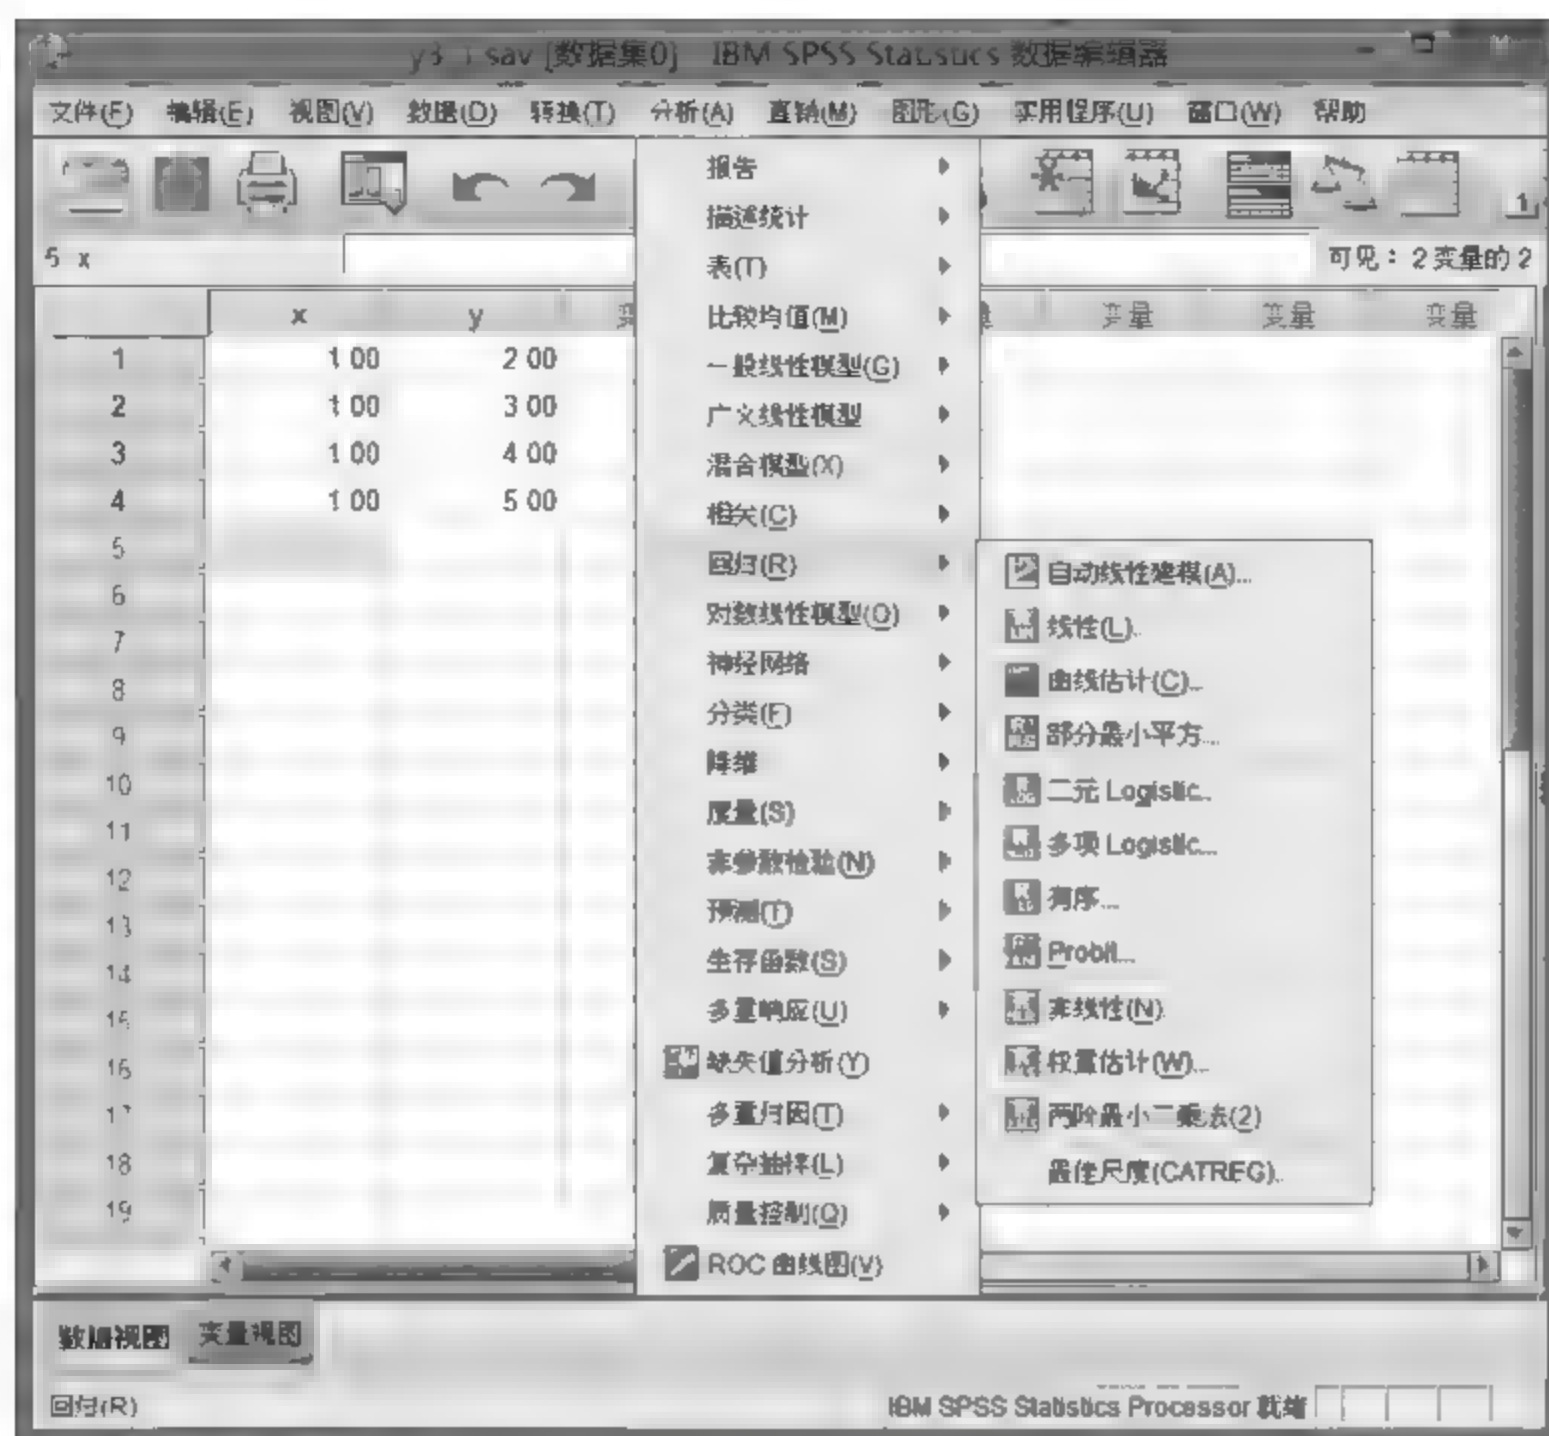 sav [数据集0] IBM SPSS Statistics 数据编辑器
文件(F) 编辑(E) 视图(V) 数据(D) 转换(T) 分析(A) 直销(M) 图形(G) 实用程序(U) 窗口(W) 帮助
5 x
可见：2变量的2
x y 变量 变量 变量
1 1 00 2 00
2 1 00 3 00
3 1 00 4 00
4 1 00 5 00
5
6
7
8
9
10
11
12
13
14
15
16
17
18
19
报告
描述统计
表(T)
比较均值(M)
一般线性模型(G)
广义线性模型
混合模型(X)
相关(C)
回归(R)
对数线性模型(O)
神经网络
分类(F)
降维
度量(S)
非参数检验(N)
预测(T)
生存函数(S)
多重响应(U)
缺失值分析(Y)
多重归因(T)
复杂抽样(L)
质量控制(Q)
ROC 曲线图(V)
自动线性建模(A)...
线性(L)...
曲线估计(C)...
部分最小平方...
二元 Logistic...
多项 Logistic...
有序...
Probit...
非线性(N)
权重估计(W)...
两阶最小二乘法(2)
最佳尺度(CATREG)...
数据视图 变量视图
回归(R)
IBM SPSS Statistics Processor 就绪